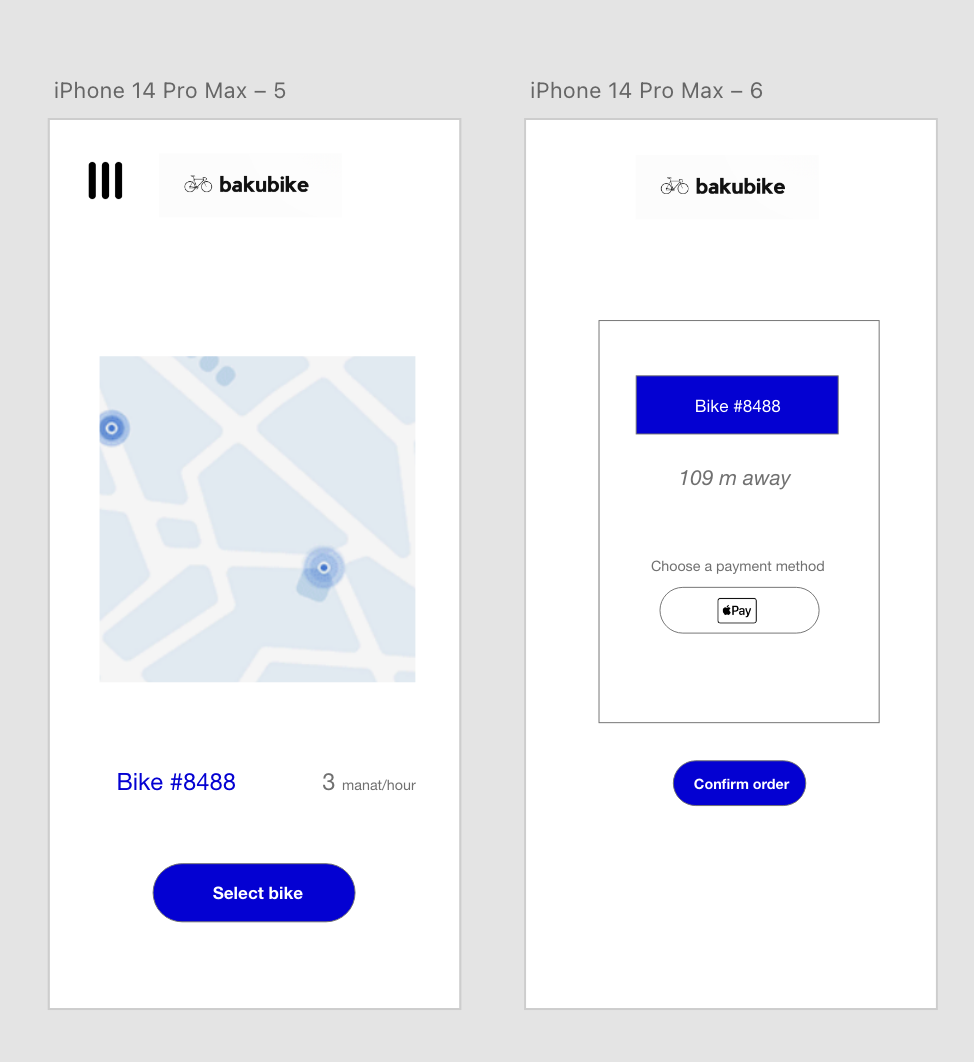 iPhone 14 Pro Max – 5
bakubike
Bike #8488
3 manat/hour
Select bike
iPhone 14 Pro Max – 6
bakubike
Bike #8488
109 m away
Choose a payment method
Pay
Confirm order